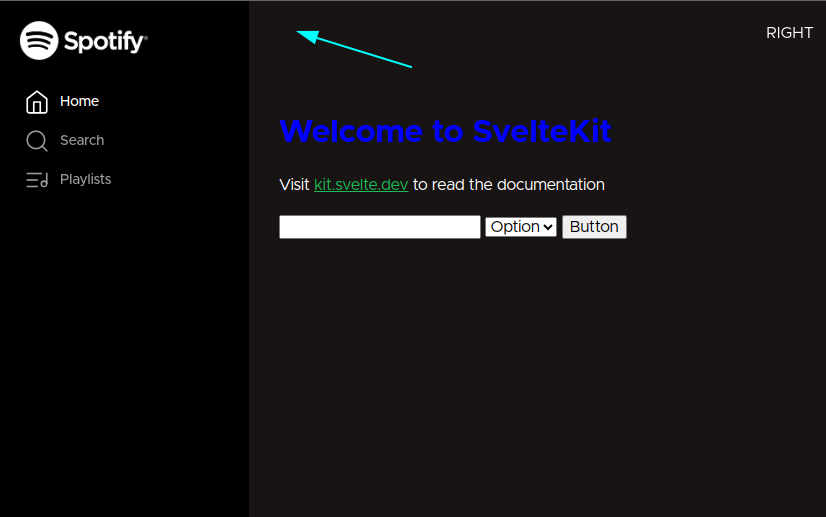 Spotify®
Home
Search
Playlists
RIGHT
Welcome to SvelteKit
Visit kit.svelte.dev to read the documentation
Option Button